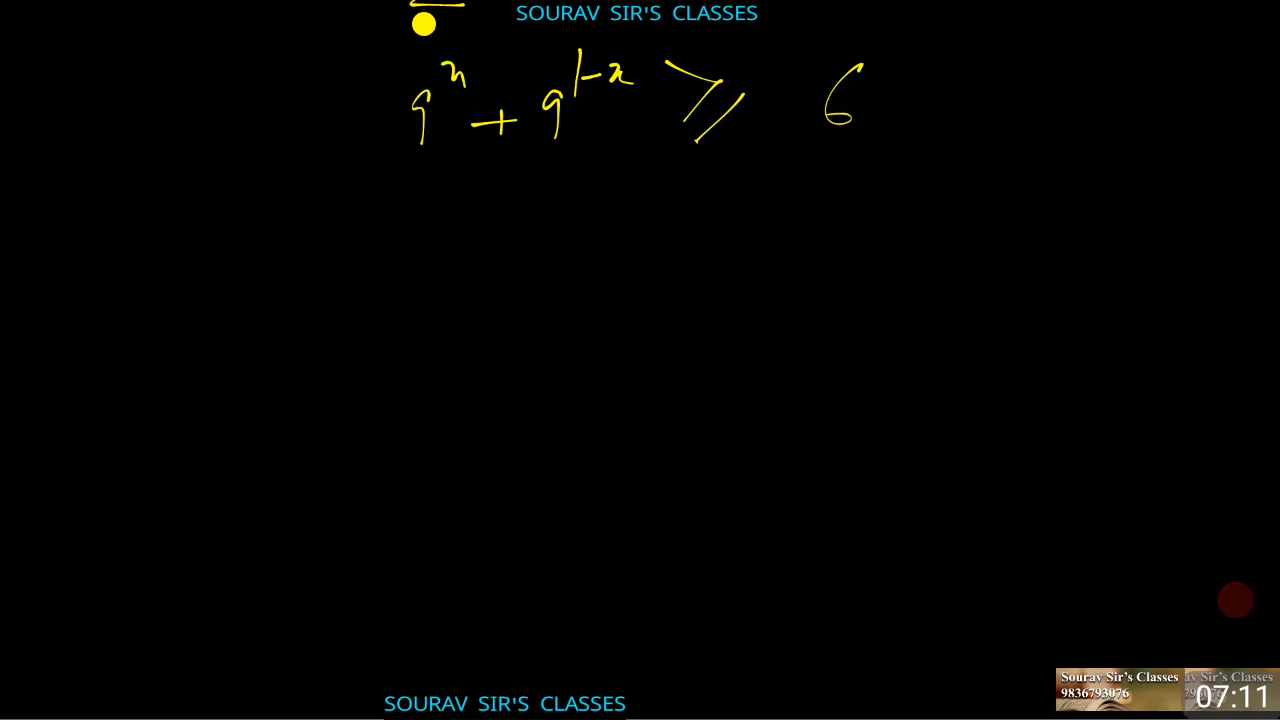 SOURAV SIR'S CLASSES
9^x + 9^{1-x} ⩾ 6
Sourav Sir's Classes
9836793076
07:11
SOURAV SIR'S CLASSES